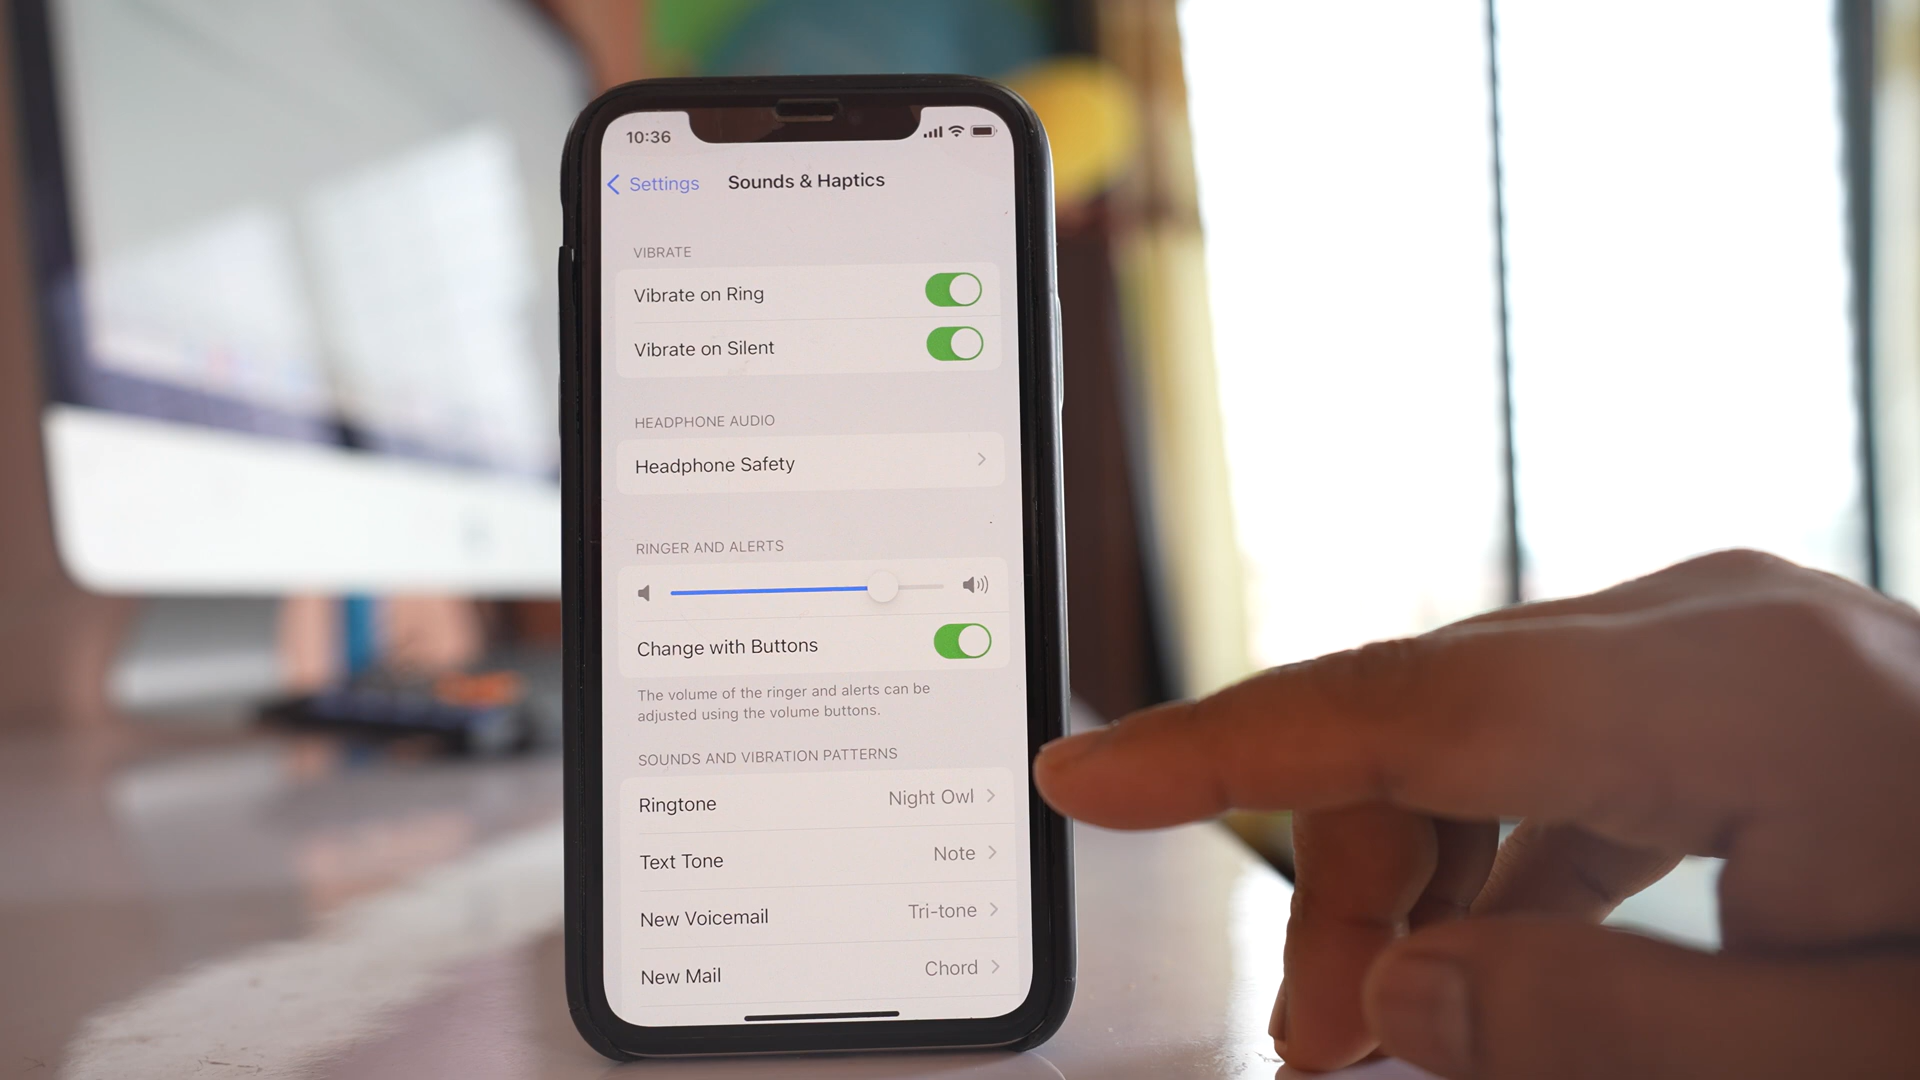 10:36
Settings Sounds & Haptics
VIBRATE
Vibrate on Ring
Vibrate on Silent
HEADPHONE AUDIO
Headphone Safety
RINGER AND ALERTS
Change with Buttons
The volume of the ringer and alerts can be
adjusted using the volume buttons.
SOUNDS AND VIBRATION PATTERNS
Ringtone Night Owl
Text Tone Note
New Voicemail Tri-tone
New Mail Chord